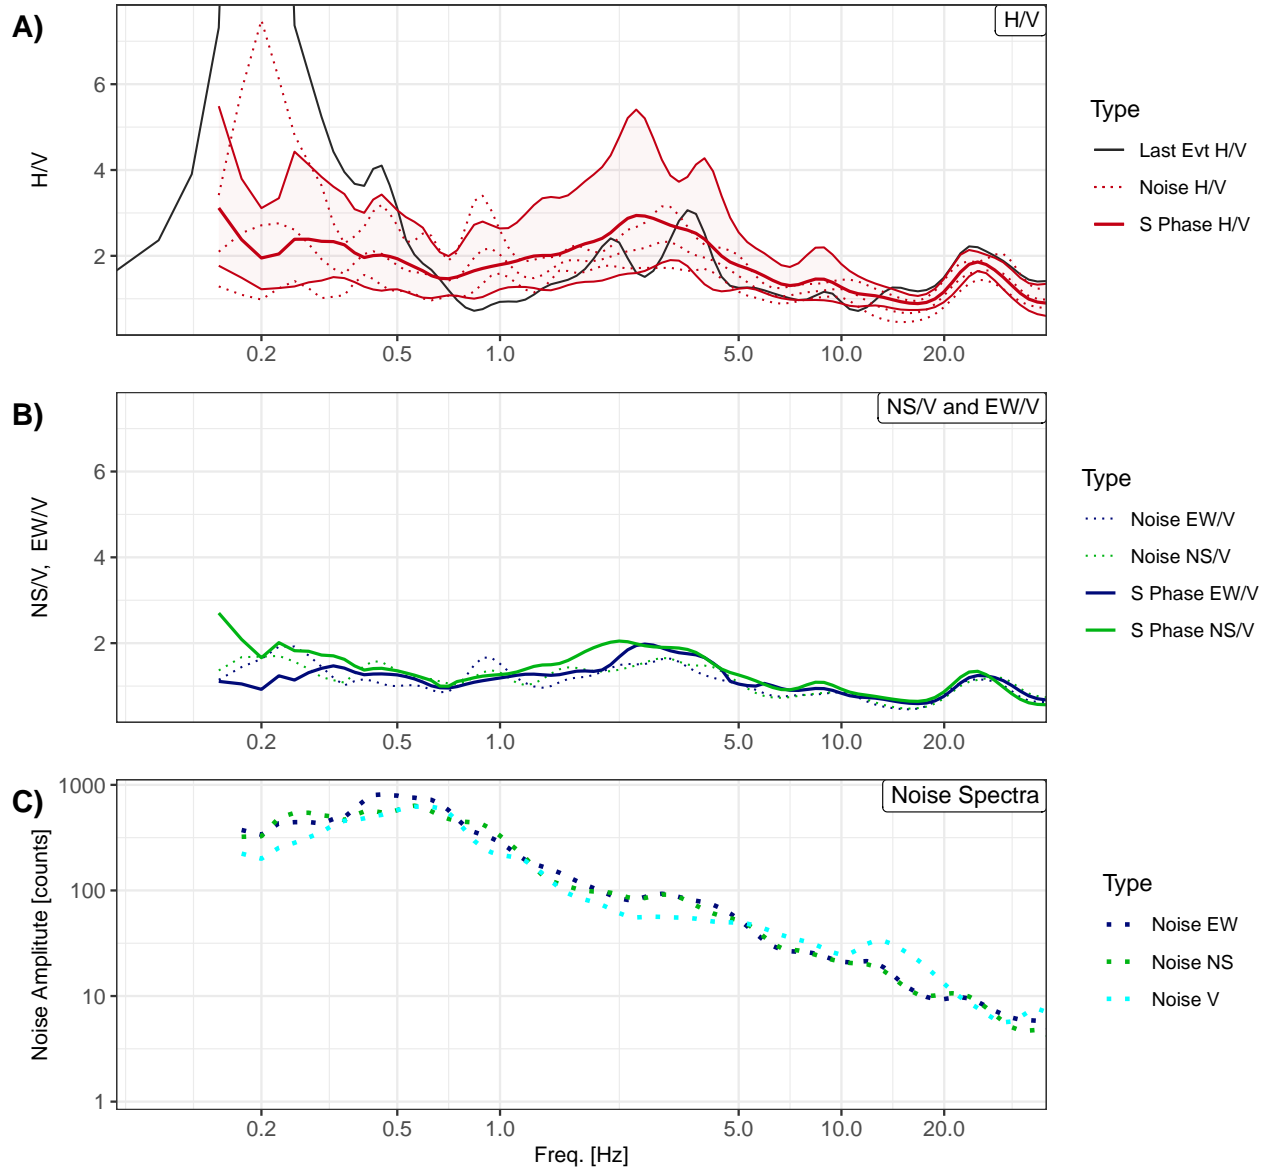 A)
H/V
6
4
2
H/V
0.2
0.5
1.0
5.0
10.0
20.0
Type
Last Evt H/V
Noise H/V
S Phase H/V
B)
NS/V and EW/V
6
4
2
NS/V,  EW/V
0.2
0.5
1.0
5.0
10.0
20.0
Type
Noise EW/V
Noise NS/V
S Phase EW/V
S Phase NS/V
C)
Noise Spectra
1000
100
10
1
Noise Amplitute [counts]
0.2
0.5
1.0
5.0
10.0
20.0
Freq. [Hz]
Type
Noise EW
Noise NS
Noise V